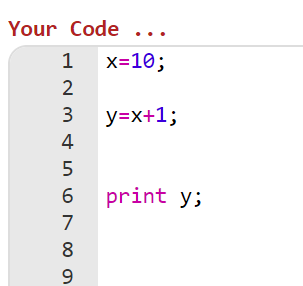 Your Code ...
1 x=10;
2
3 y=x+1;
4
5
6 print y;
7
8
9